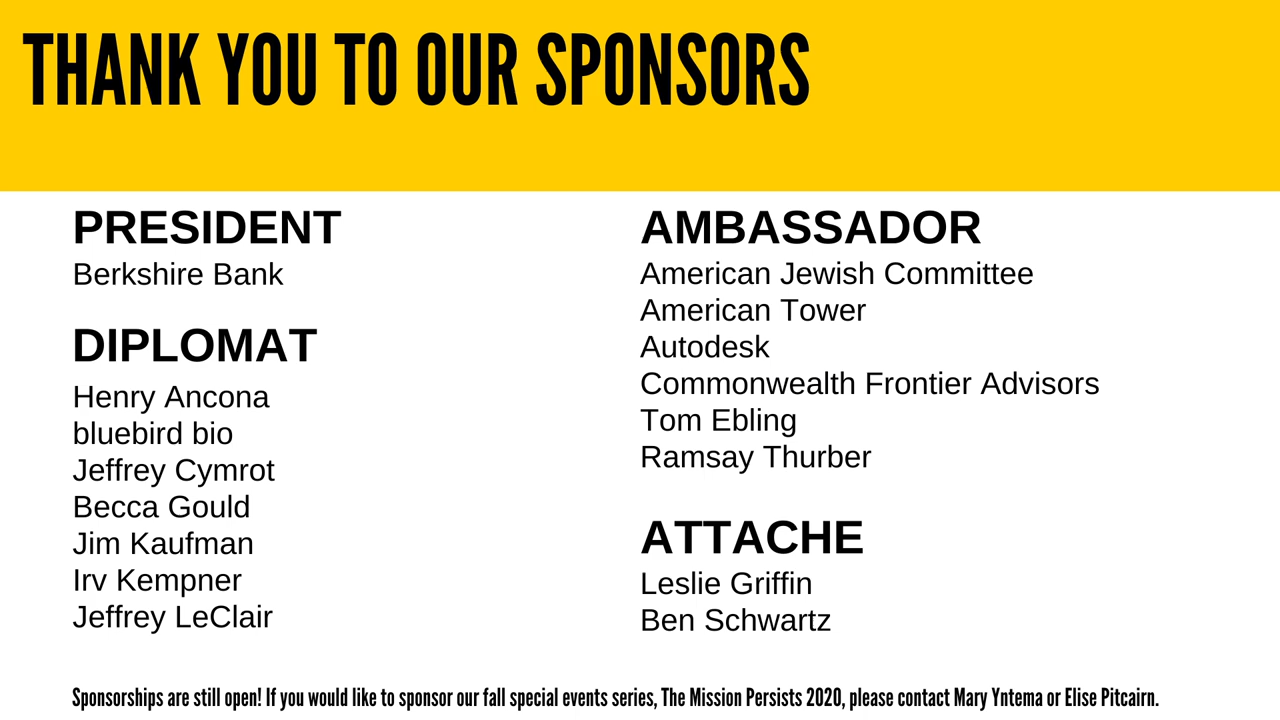 THANK YOU TO OUR SPONSORS
PRESIDENT
Berkshire Bank
DIPLOMAT
Henry Ancona
bluebird bio
Jeffrey Cymrot
Becca Gould
Jim Kaufman
Irv Kempner
Jeffrey LeClair
AMBASSADOR
American Jewish Committee
American Tower
Autodesk
Commonwealth Frontier Advisors
Tom Ebling
Ramsay Thurber
ATTACHE
Leslie Griffin
Ben Schwartz
Sponsorships are still open! If you would like to sponsor our fall special events series, The Mission Persists 2020, please contact Mary Yntema or Elise Pitcairn.